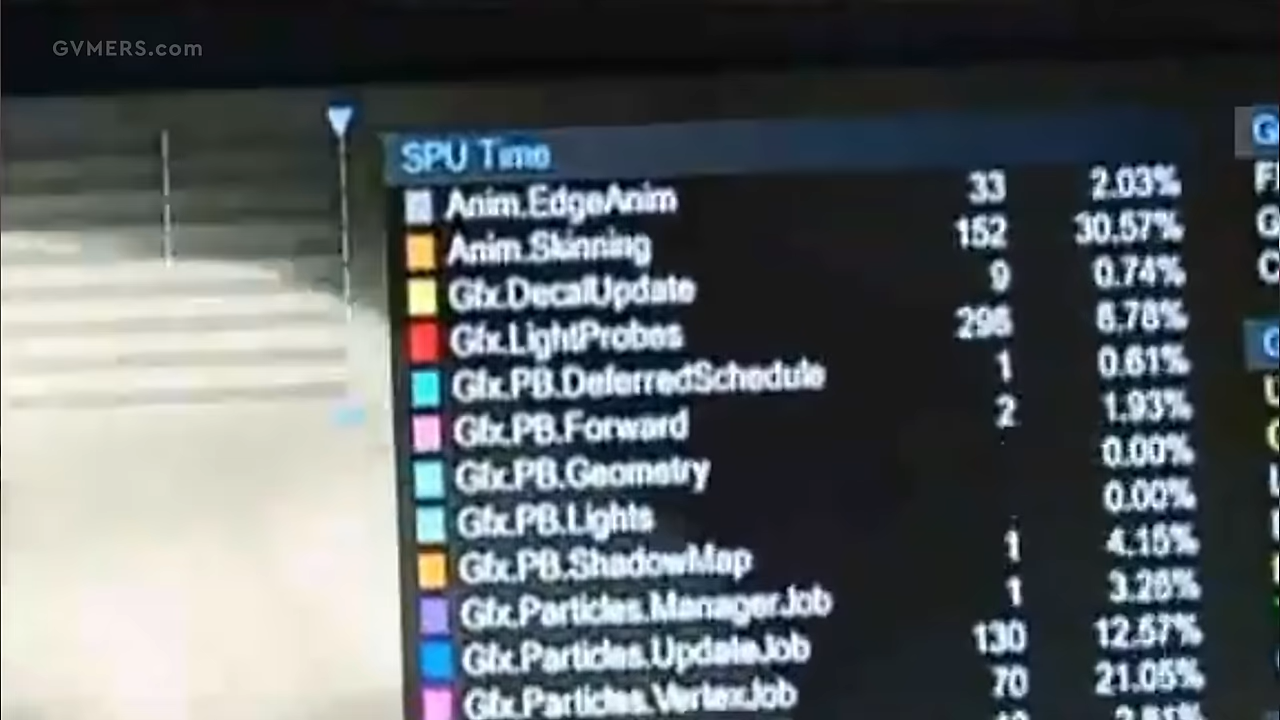 GVMERS.com
SPU Time
Anim.EdgeAnim 33 2.03%
Anim.Skinning 152 30.57%
Gfx.DecalUpdate 9 0.74%
Gfx.LightProbes 296 6.78%
Gfx.PB.DeferredSchedule 1 0.61%
Gfx.PB.Forward 2 1.93%
Gfx.PB.Geometry 0.00%
Gfx.PB.Lights 0.00%
Gfx.PB.ShadowMap 1 4.15%
Gfx.Particles.ManagerJob 1 3.26%
Gfx.Particles.UpdateJob 130 12.57%
Gfx.Particles.VertexJob 70 21.05%